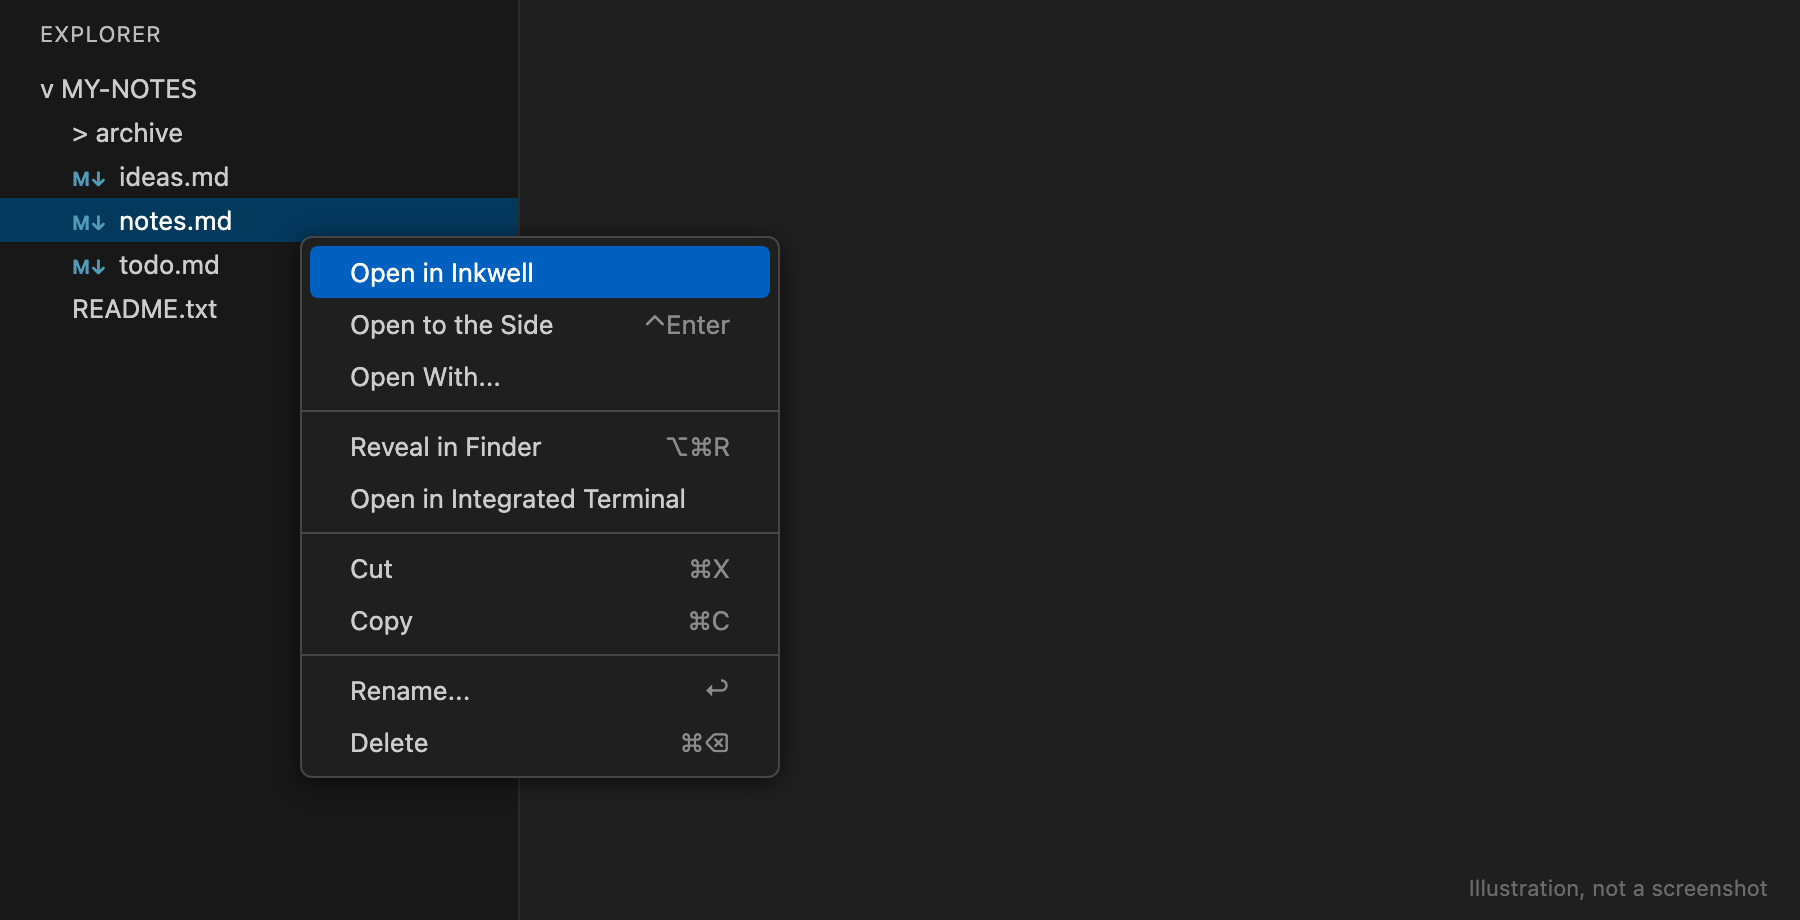 EXPLORER
v MY-NOTES
> archive
M↓ ideas.md
M↓ notes.md
M↓ todo.md
README.txt
Open in Inkwell
Open to the Side ^Enter
Open With...
Reveal in Finder ⌥⌘R
Open in Integrated Terminal
Cut ⌘X
Copy ⌘C
Rename... ↩
Delete ⌘⌫
Illustration, not a screenshot